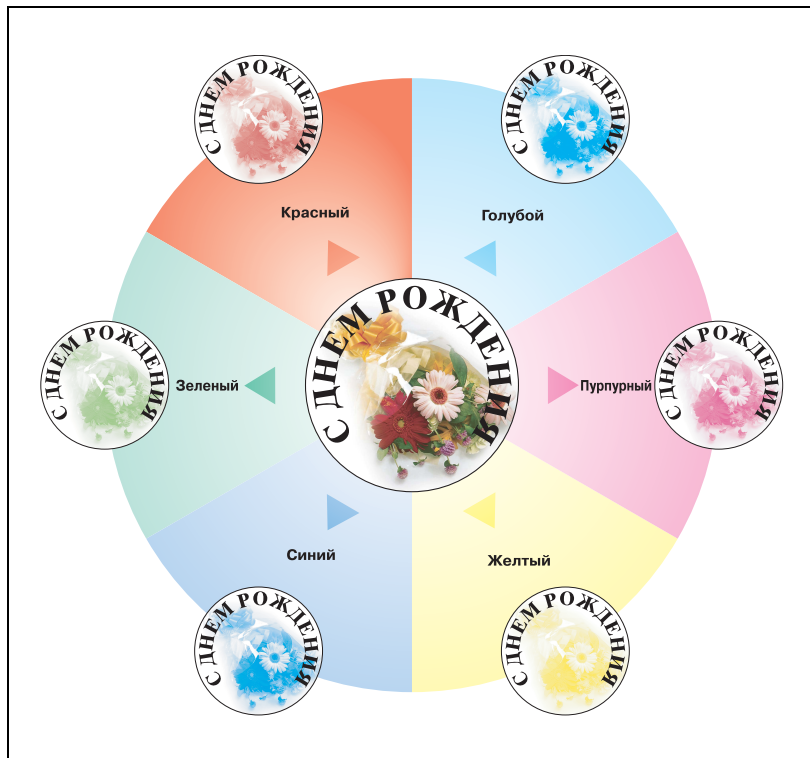 С ДНЕМ РОЖДЕНИЯ
С ДНЕМ РОЖДЕНИЯ
Красный
Голубой
С ДНЕМ РОЖДЕНИЯ
С ДНЕМ РОЖДЕНИЯ
Зеленый
С ДНЕМ РОЖДЕНИЯ
Пурпурный
С ДНЕМ РОЖДЕНИЯ
Синий
Желтый
С ДНЕМ РОЖДЕНИЯ